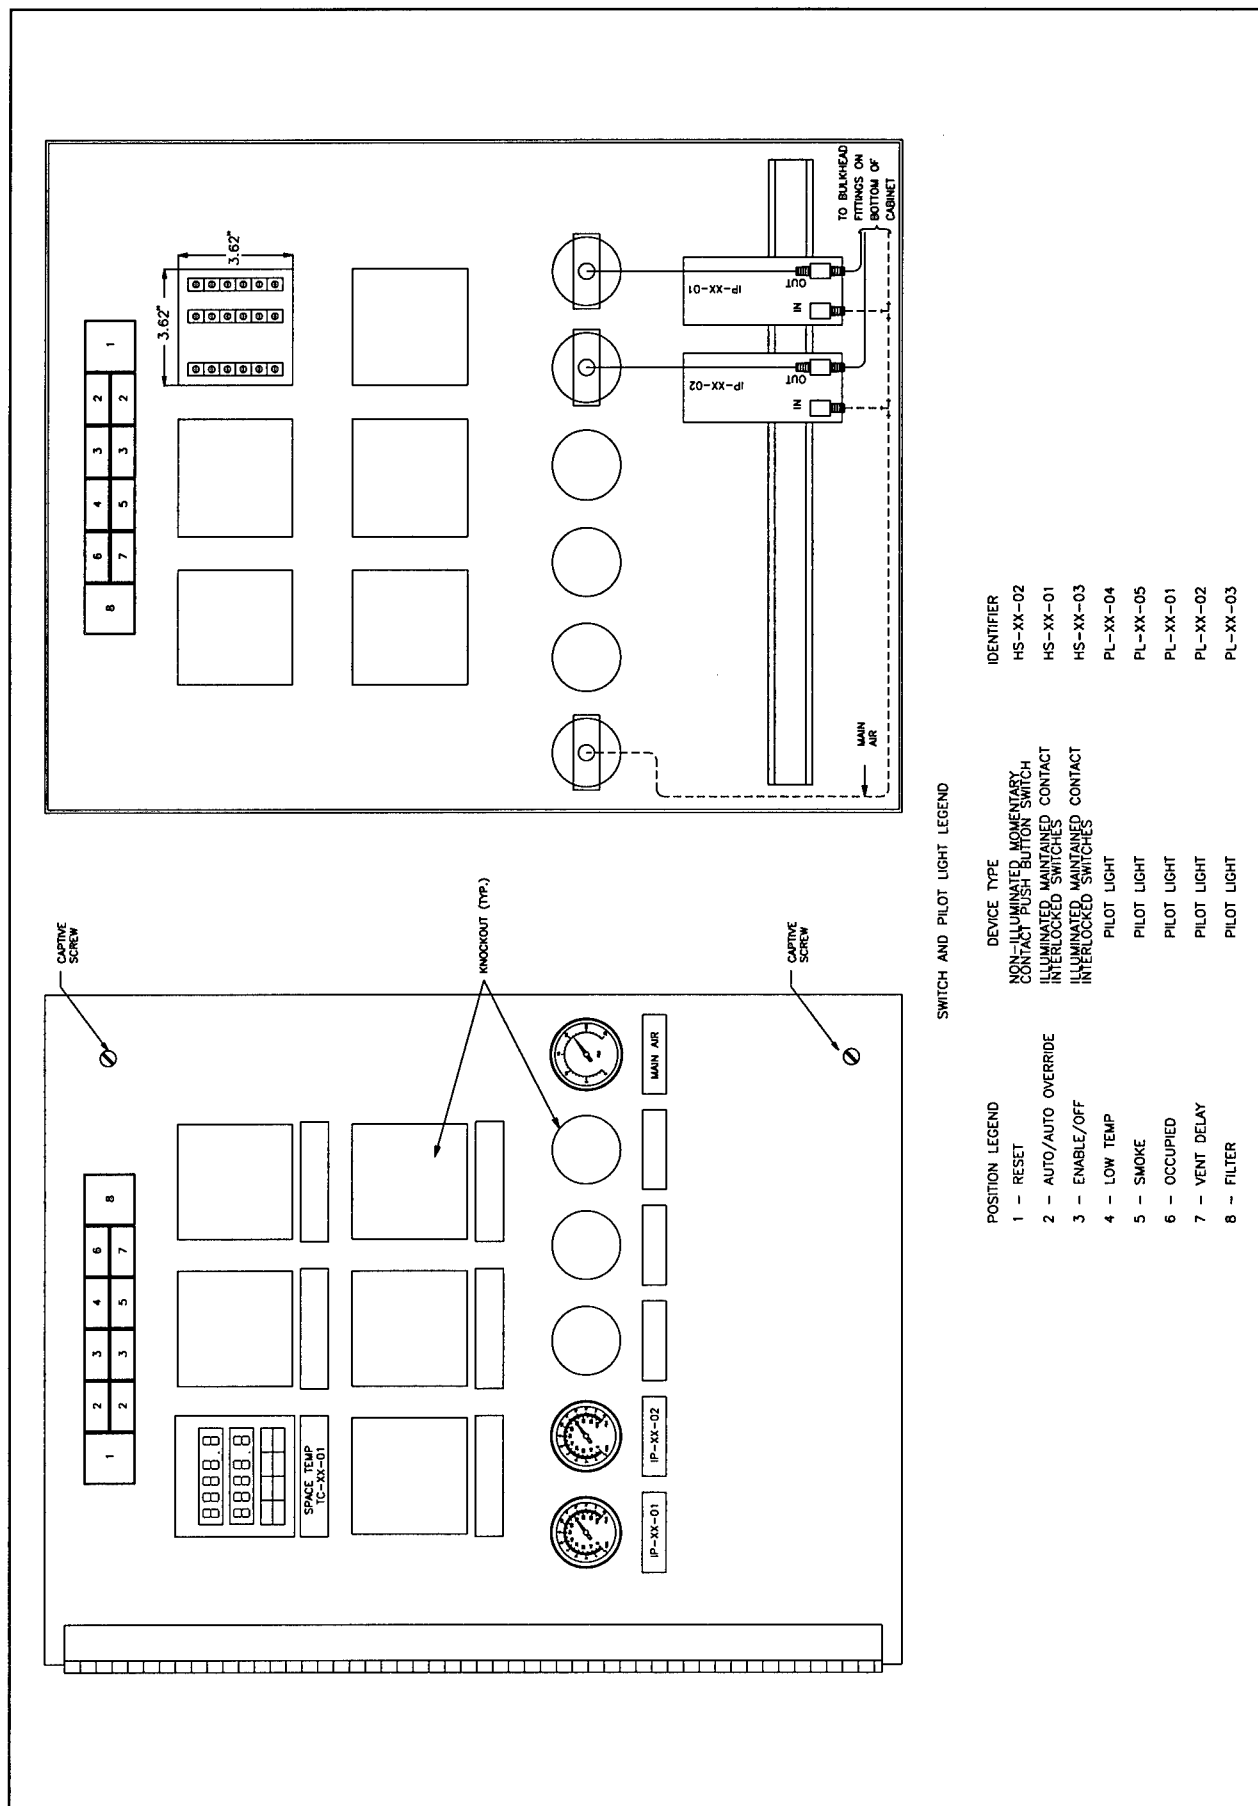 CAPTIVE
SCREW
1
2
3
4
6
8
2
3
5
7
8888.8
8888.8
SPACE TEMP
TC-XX-01
KNOCKOUT (TYP.)
IP-XX-01
IP-XX-02
MAIN AIR
CAPTIVE
SCREW
8
6
4
3
2
1
7
5
3
2
3.62"
3.62"
IP-XX-02
IP-XX-01
IN
OUT
IN
OUT
MAIN
AIR
TO BULKHEAD
FITTINGS ON
BOTTOM OF
CABINET
SWITCH AND PILOT LIGHT LEGEND
POSITION LEGEND DEVICE TYPE IDENTIFIER
1 - RESET NON-ILLUMINATED MOMENTARY HS-XX-02
CONTACT PUSH BUTTON SWITCH
2 - AUTO/AUTO OVERRIDE ILLUMINATED MAINTAINED CONTACT HS-XX-01
INTERLOCKED SWITCHES
3 - ENABLE/OFF ILLUMINATED MAINTAINED CONTACT HS-XX-03
INTERLOCKED SWITCHES
4 - LOW TEMP PILOT LIGHT PL-XX-04
5 - SMOKE PILOT LIGHT PL-XX-05
6 - OCCUPIED PILOT LIGHT PL-XX-01
7 - VENT DELAY PILOT LIGHT PL-XX-02
8 - FILTER PILOT LIGHT PL-XX-03